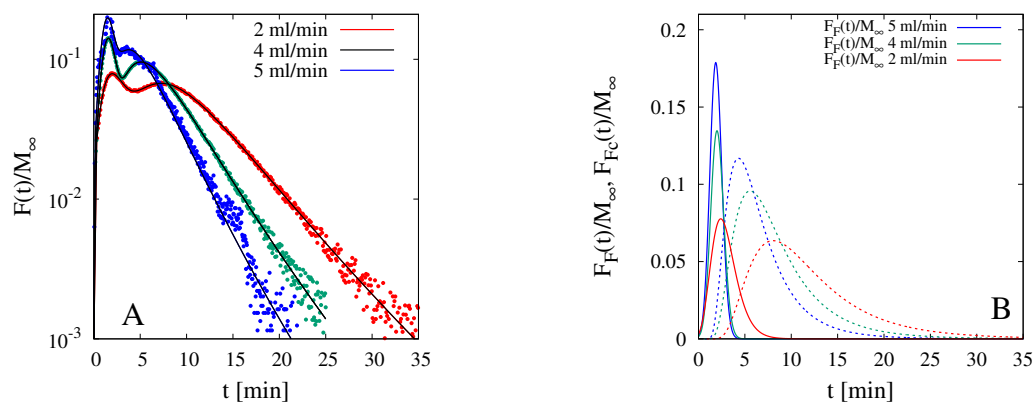 2 ml/min
4 ml/min
5 ml/min
10⁻¹
10⁻²
10⁻³
F(t)/M∞
A
0 5 10 15 20 25 30 35
t [min]
F_F(t)/M∞ 5 ml/min
F_F(t)/M∞ 4 ml/min
F_F(t)/M∞ 2 ml/min
0.2
0.15
0.1
0.05
0
F_F(t)/M∞, F_Fc(t)/M∞
B
0 5 10 15 20 25 30 35
t [min]